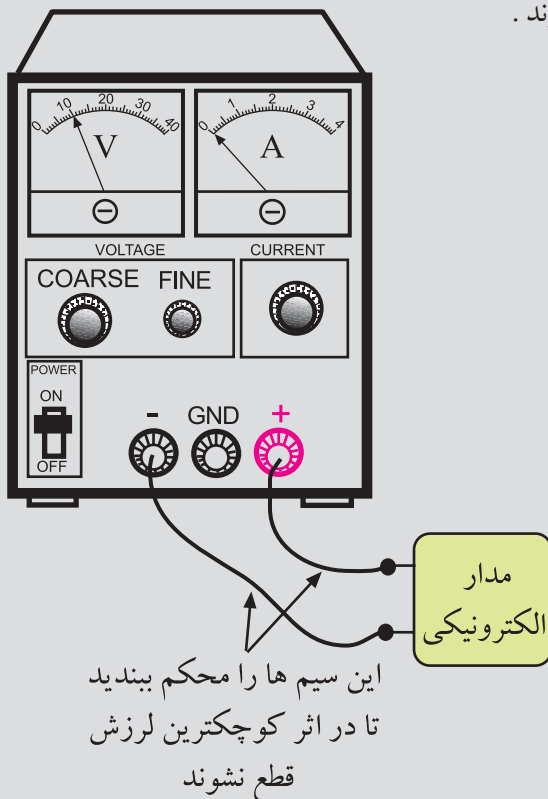 وند .
0 10 20 30 40
V
0 1 2 3 4
A
VOLTAGE
CURRENT
COARSE FINE
POWER
ON
OFF
- GND +
مدار
الکترونیکی
این سیم ها را محکم ببندید
تا در اثر کوچکترین لرزش
قطع نشوند